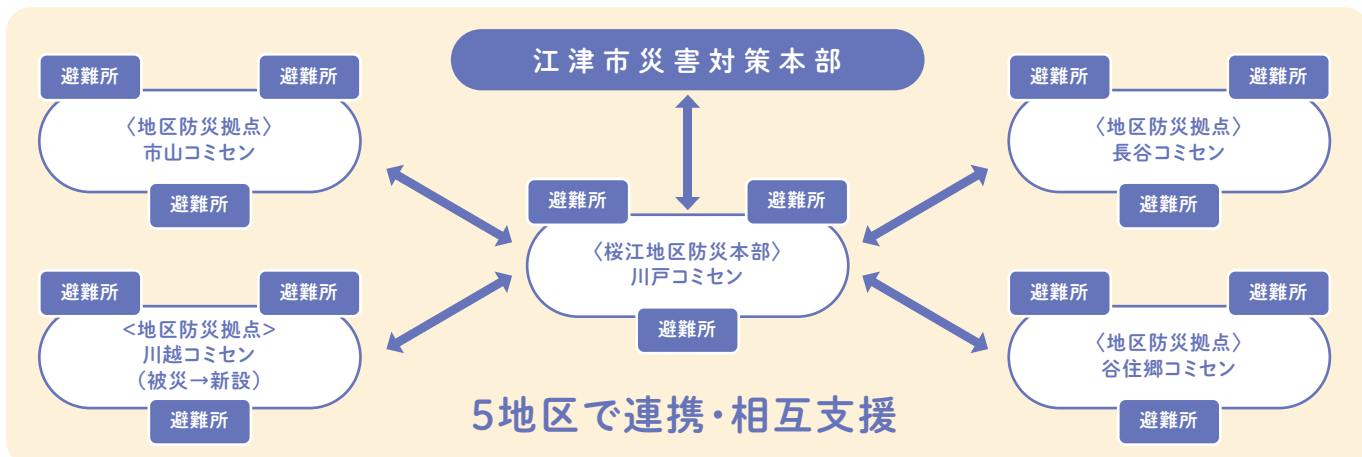 江津市災害対策本部
避難所
避難所
〈地区防災拠点〉
市山コミセン
避難所
避難所
避難所
〈地区防災拠点〉
長谷コミセン
避難所
避難所
避難所
〈桜江地区防災本部〉
川戸コミセン
避難所
避難所
避難所
<地区防災拠点>
川越コミセン
（被災→新設）
避難所
避難所
避難所
〈地区防災拠点〉
谷住郷コミセン
避難所
5地区で連携・相互支援